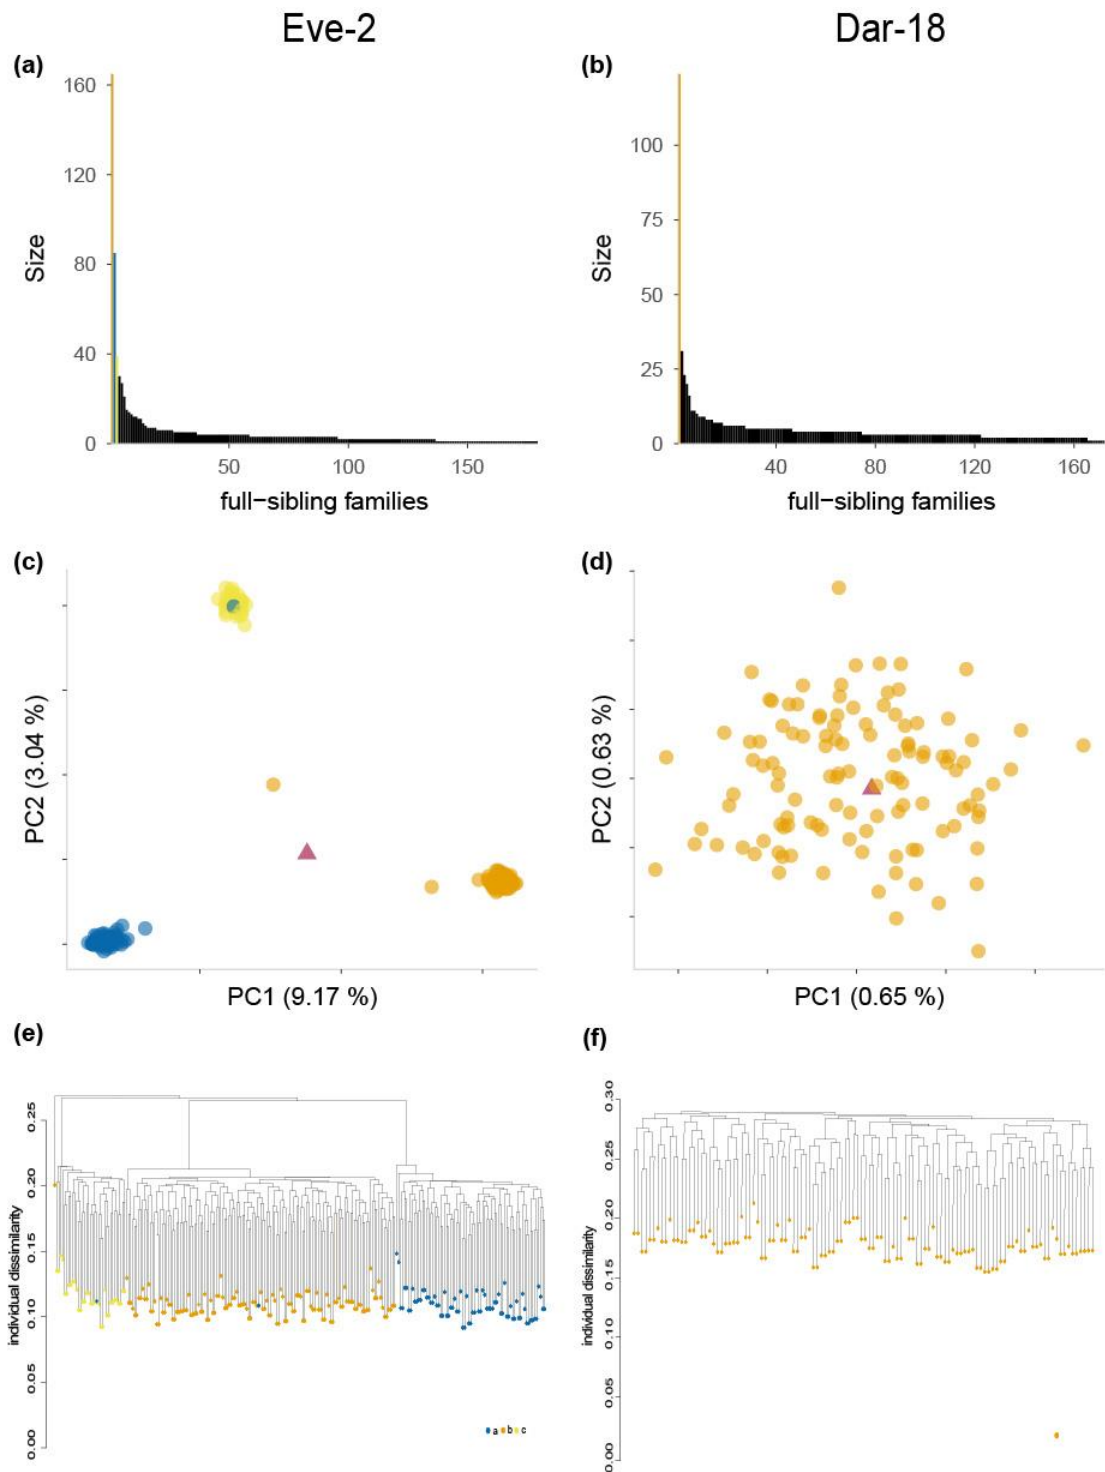 Eve-2
Dar-18
(a)
(b)
160
120
80
40
0
Size
50
100
150
full-sibling families
100
75
50
25
0
Size
40
80
120
160
full-sibling families
(c)
(d)
PC2 (3.04 %)
PC1 (9.17 %)
PC2 (0.63 %)
PC1 (0.65 %)
(e)
(f)
0.25
0.20
0.15
0.10
0.05
0.00
individual dissimilarity
a b c
0.30
0.25
0.20
0.15
0.10
0.05
0.00
individual dissimilarity